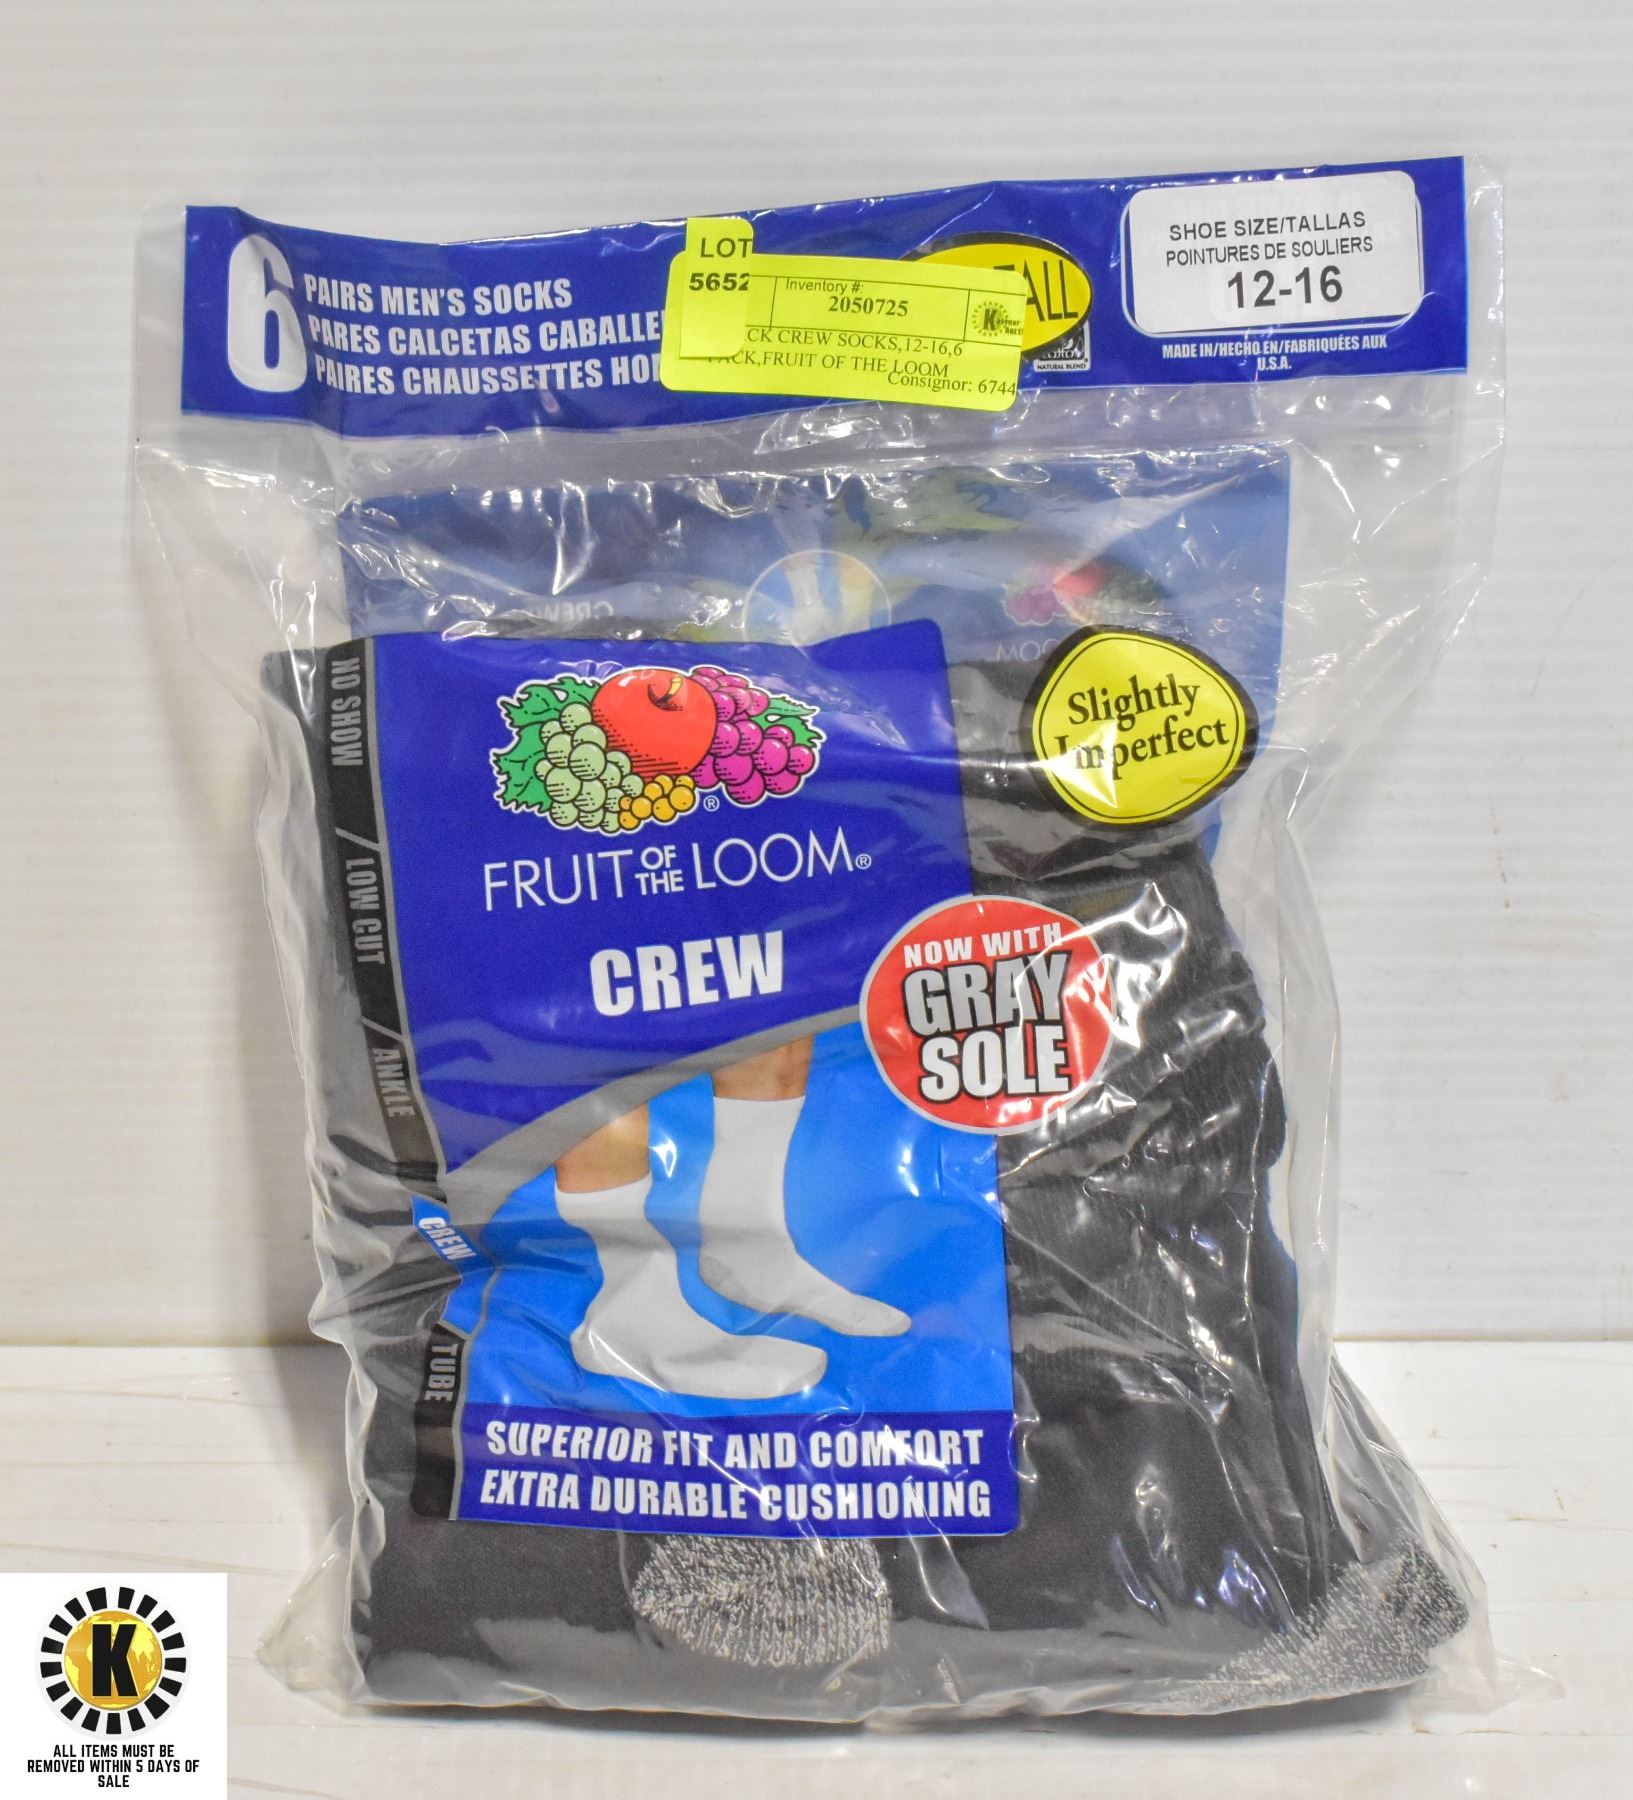 6
PAIRS MEN'S SOCKS
PARES CALCETAS CABALLE
PAIRES CHAUSSETTES HO
LOT
5652
Inventory #:
2050725
CK CREW SOCKS,12-16,6
PACK,FRUIT OF THE LOOM
Consignor: 6744
ALL
NATURAL BLEND
SHOE SIZE/TALLAS
POINTURES DE SOULIERS
12-16
MADE IN/HECHO EN/FABRIQUÉES AUX
U.S.A.
CREW
NO SHOW
/ LOW CUT
/ ANKLE
CREW
TUBE
FRUIT OF THE LOOM®
CREW
Slightly
Imperfect
NOW WITH
GRAY
SOLE
SUPERIOR FIT AND COMFORT
EXTRA DURABLE CUSHIONING
K
ALL ITEMS MUST BE
REMOVED WITHIN 5 DAYS OF
SALE